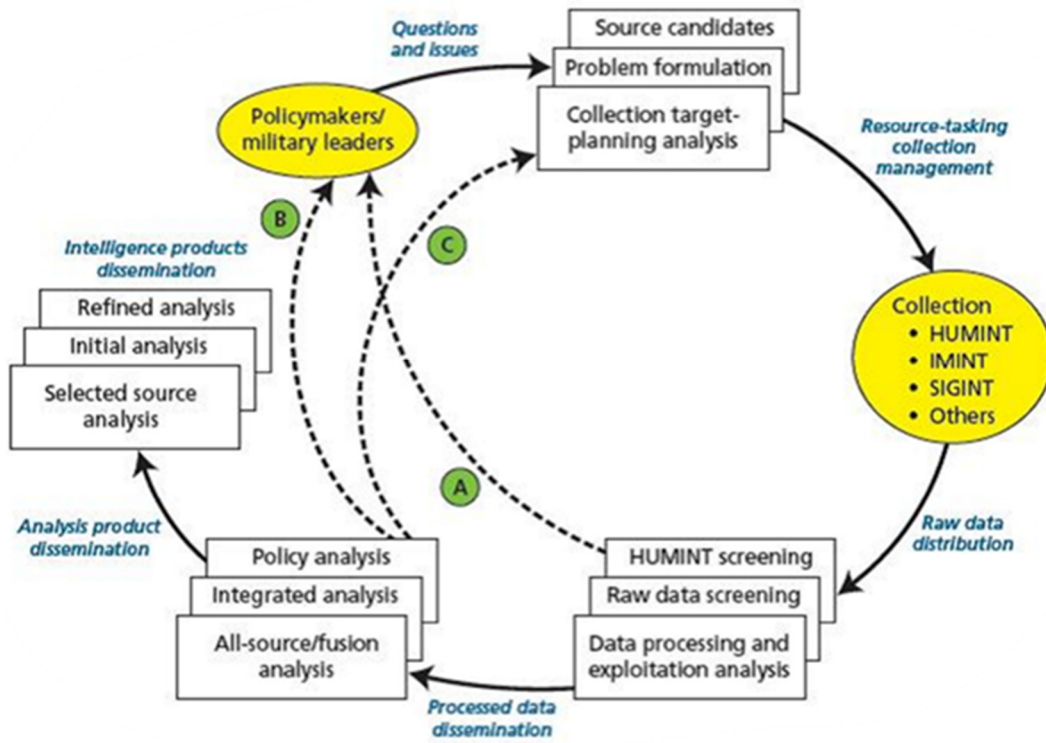 Questions
and issues
Source candidates
Problem formulation
Collection target-
planning analysis
Policymakers/
military leaders
Resource-tasking
collection
management
B
C
Intelligence products
dissemination
Refined analysis
Initial analysis
Selected source
analysis
Collection
• HUMINT
• IMINT
• SIGINT
• Others
A
Analysis product
dissemination
Raw data
distribution
Policy analysis
Integrated analysis
All-source/fusion
analysis
HUMINT screening
Raw data screening
Data processing and
exploitation analysis
Processed data
dissemination